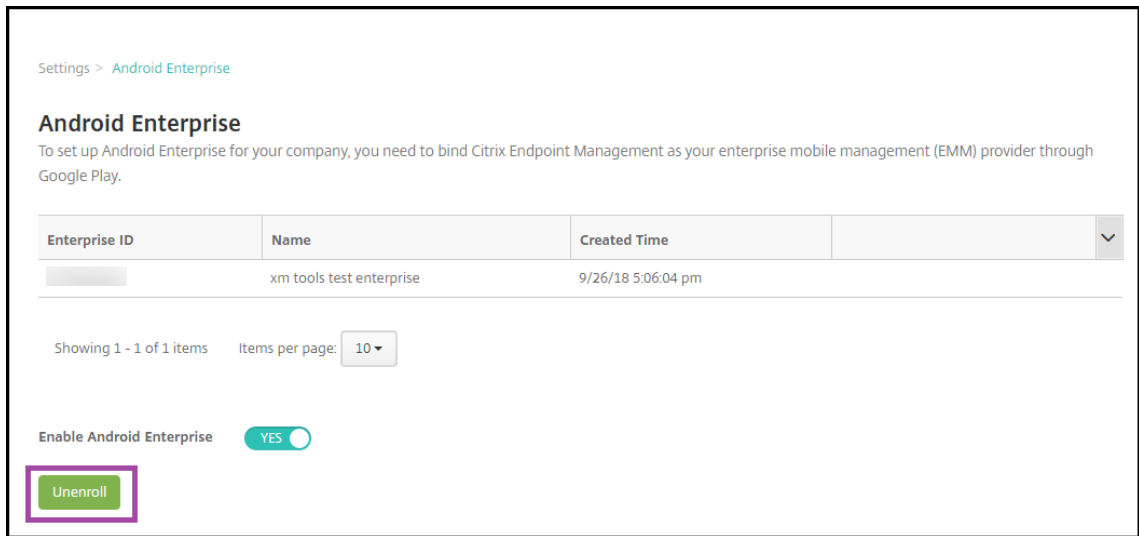 Settings > Android Enterprise
Android Enterprise
To set up Android Enterprise for your company, you need to bind Citrix Endpoint Management as your enterprise mobile management (EMM) provider through
Google Play.
Enterprise ID Name Created Time
xm tools test enterprise 9/26/18 5:06:04 pm
Showing 1 - 1 of 1 items Items per page: 10
Enable Android Enterprise YES
Unenroll